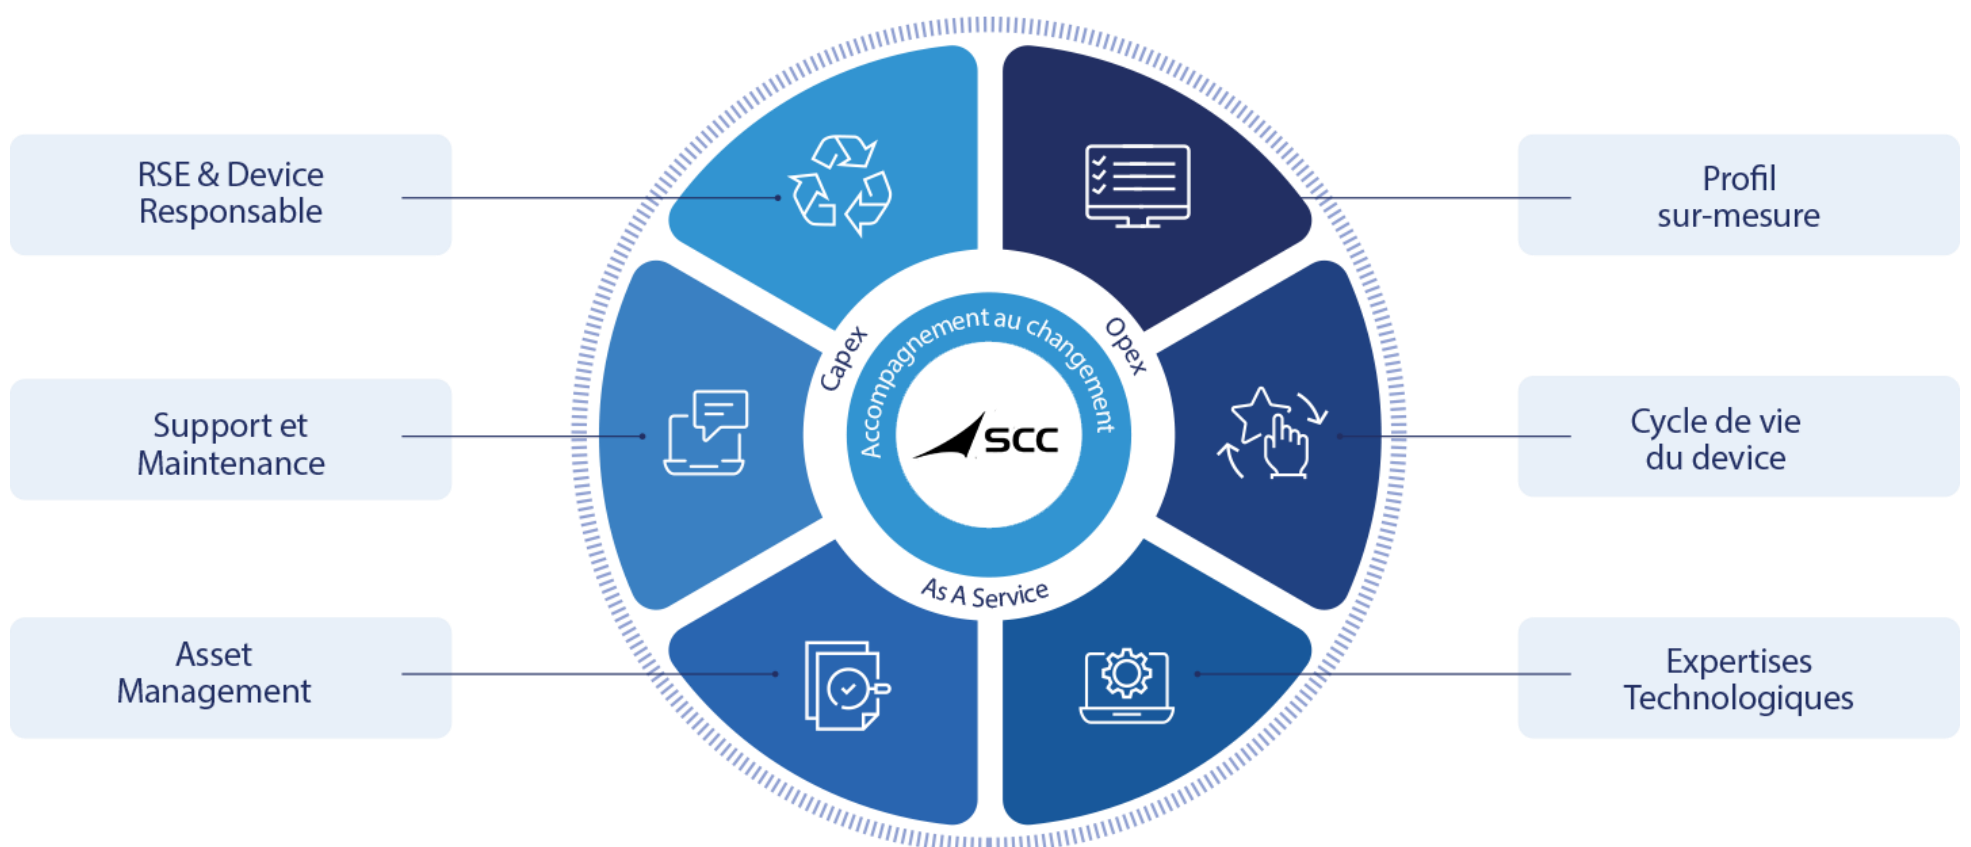 RSE & Device
Responsable
Support et
Maintenance
Asset
Management
Capex
Opex
As A Service
Accompagnement au changement
scc
Profil
sur-mesure
Cycle de vie
du device
Expertises
Technologiques